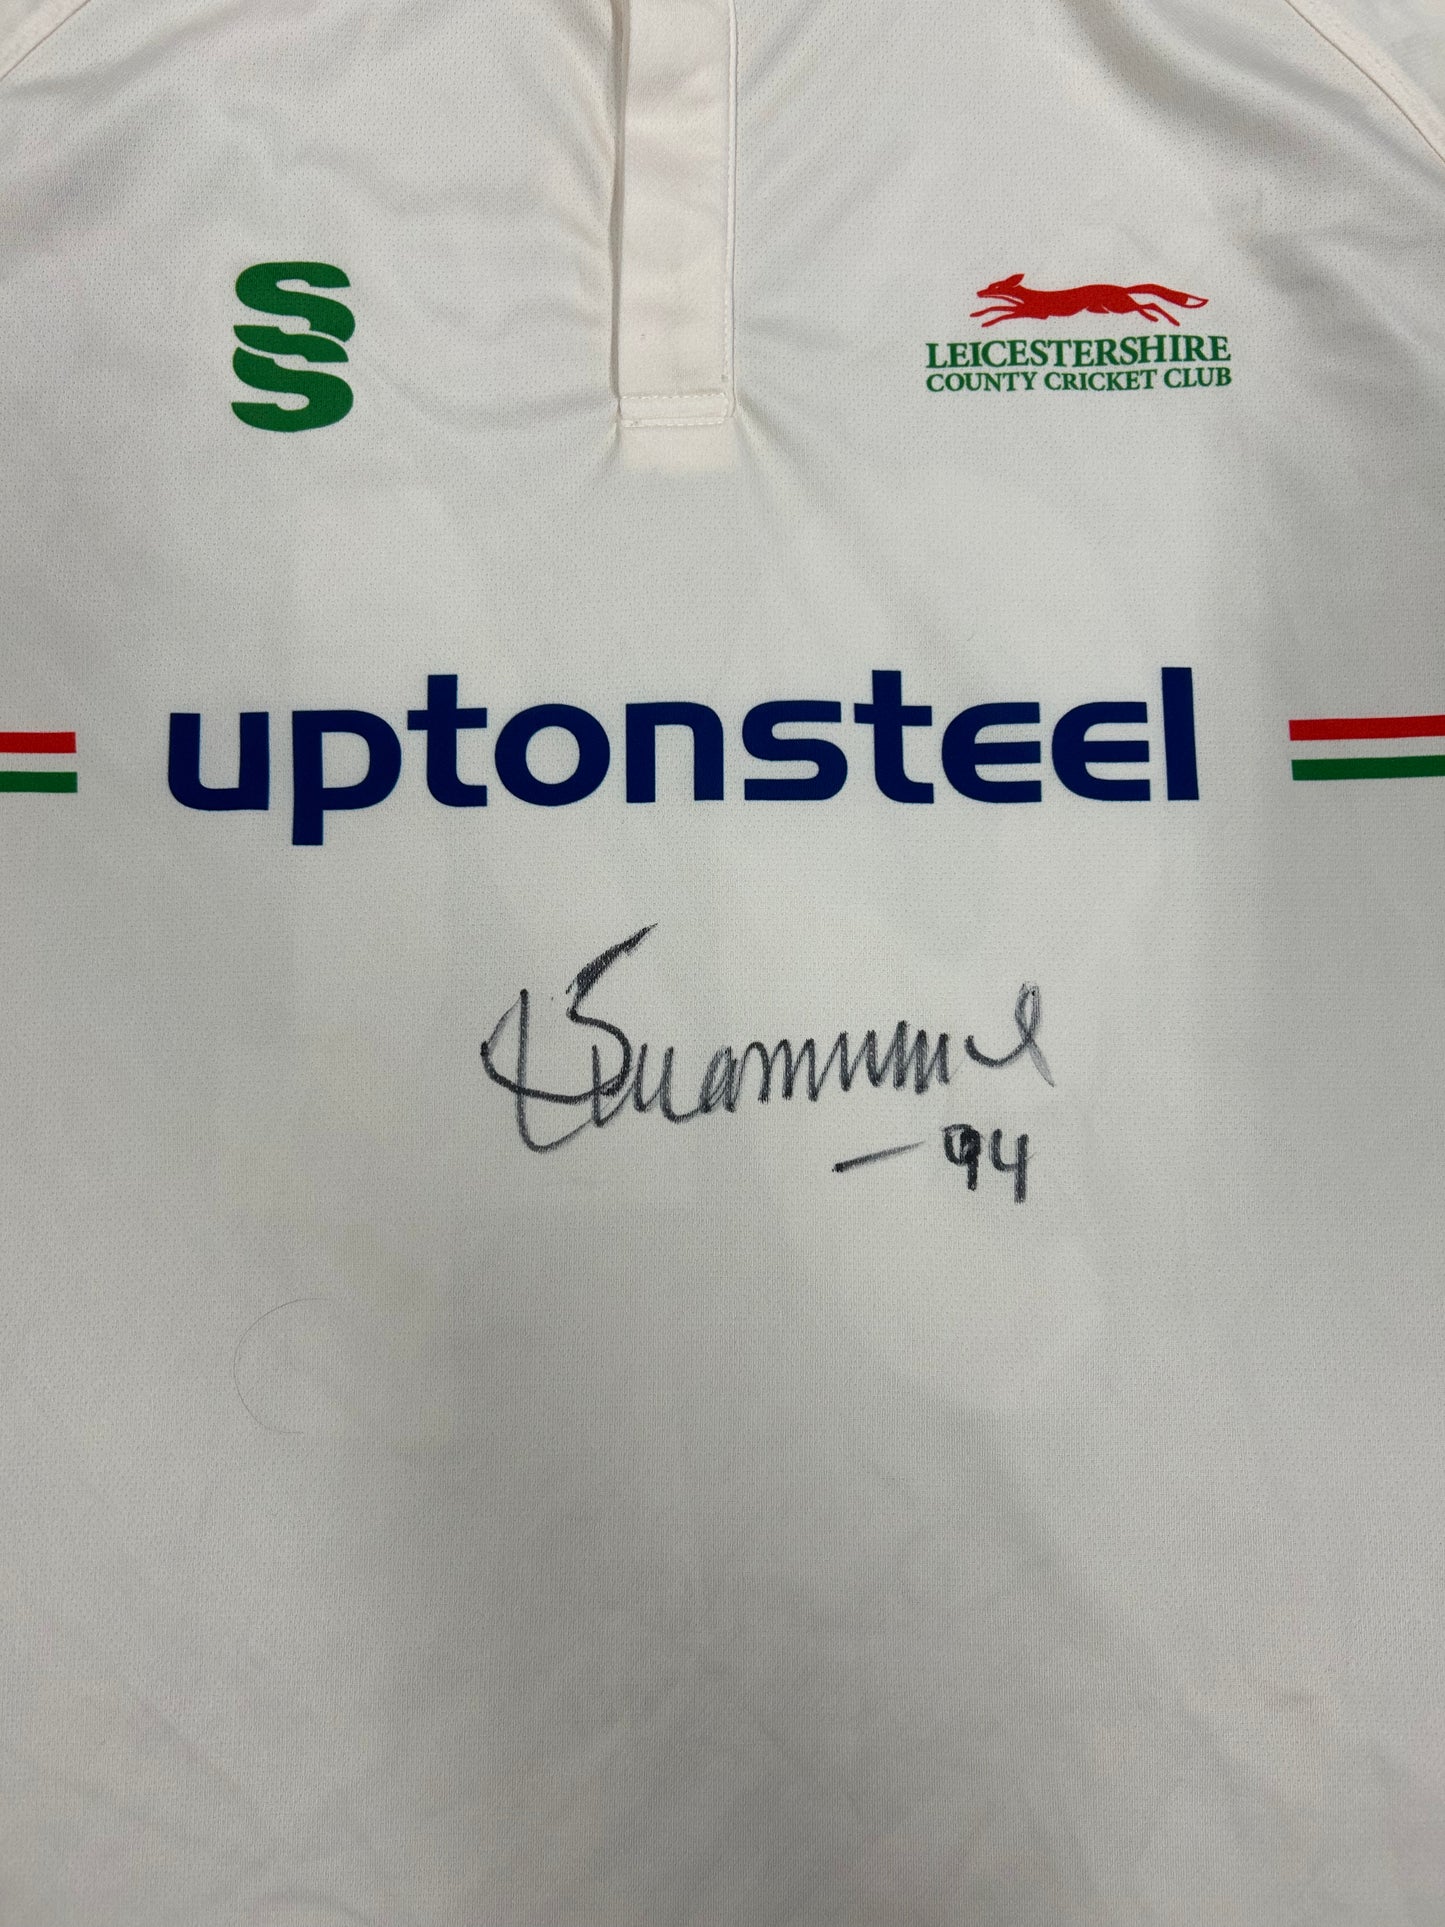 LEICESTERSHIRE
COUNTY CRICKET CLUB
uptonsteel
- 94